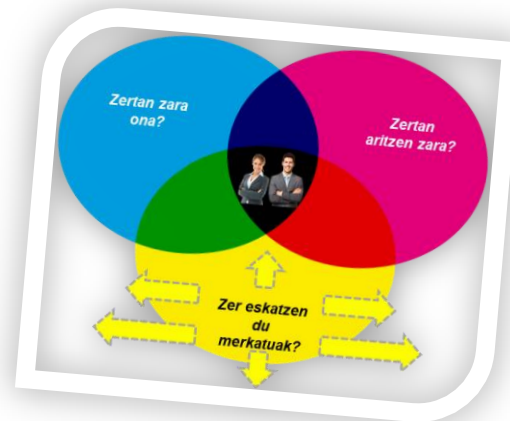 Zertan zara
ona?
Zertan
aritzen zara?
Zer eskatzen
du
merkatuak?